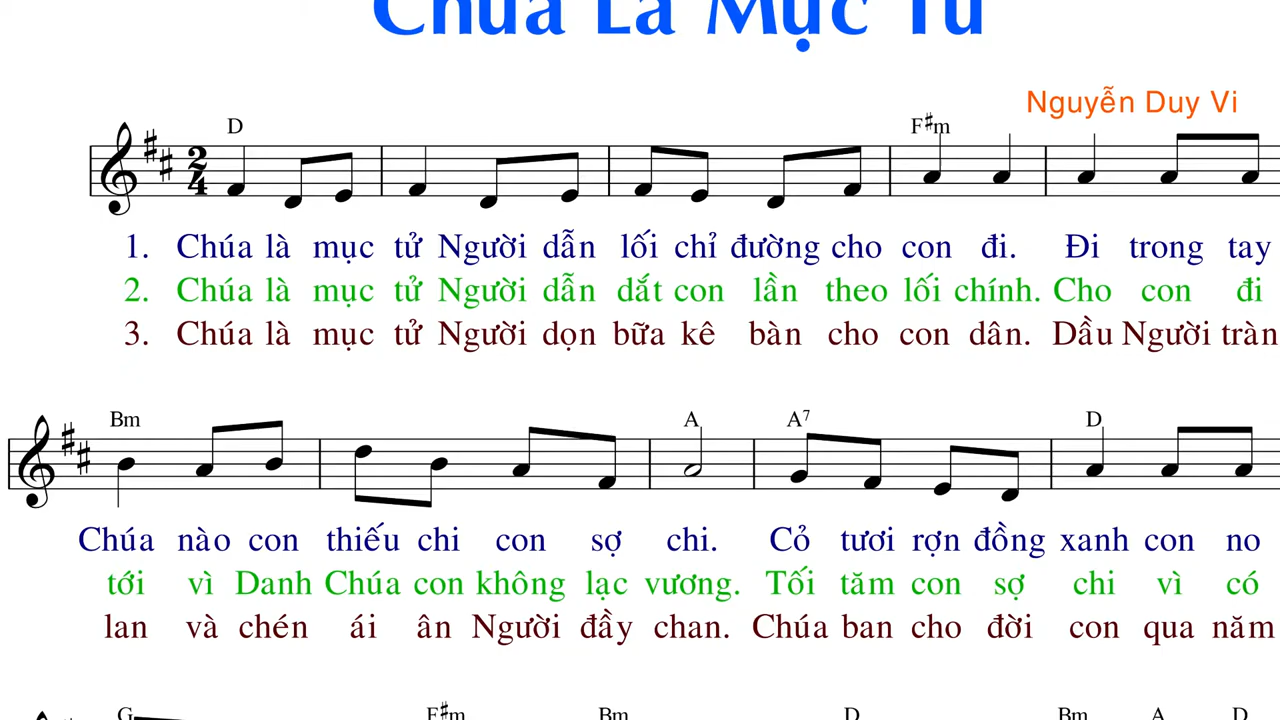 Chúa Là Mục Tử
Nguyễn Duy Vi
D F♯m
2
4
1. Chúa là mục tử Người dẫn lối chỉ đường cho con đi. Đi trong tay
2. Chúa là mục tử Người dẫn dắt con lần theo lối chính. Cho con đi
3. Chúa là mục tử Người dọn bữa kê bàn cho con dân. Dầu Người tràn
Bm A A7 D
Chúa nào con thiếu chi con sợ chi. Cỏ tươi rợn đồng xanh con no
tới vì Danh Chúa con không lạc vương. Tối tăm con sợ chi vì có
lan và chén ái ân Người đầy chan. Chúa ban cho đời con qua năm
G F♯m Bm D Bm A D